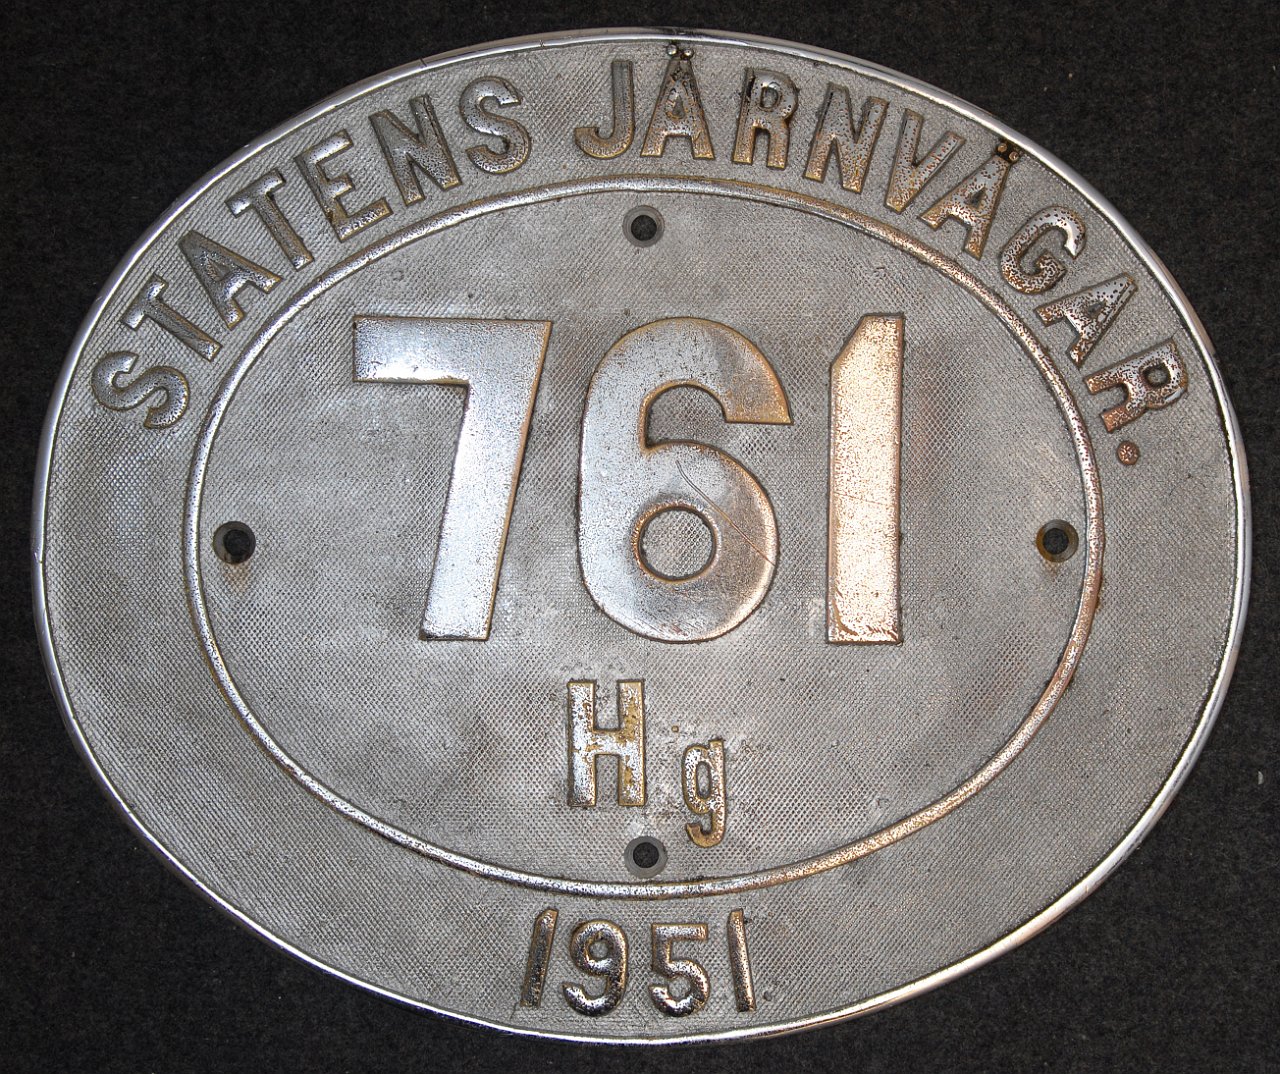 STATENS JÄRNVÄGAR.
761
Hg
1951